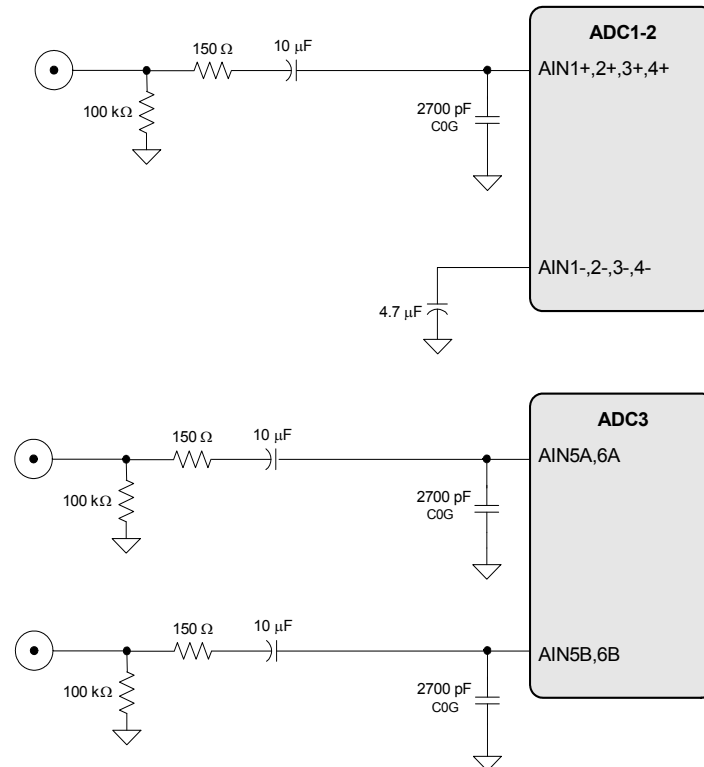 ADC1-2
150 Ω
10 μF
AIN1+,2+,3+,4+
100 kΩ
2700 pF
C0G
AIN1-,2-,3-,4-
4.7 μF
ADC3
150 Ω
10 μF
AIN5A,6A
100 kΩ
2700 pF
C0G
150 Ω
10 μF
AIN5B,6B
100 kΩ
2700 pF
C0G